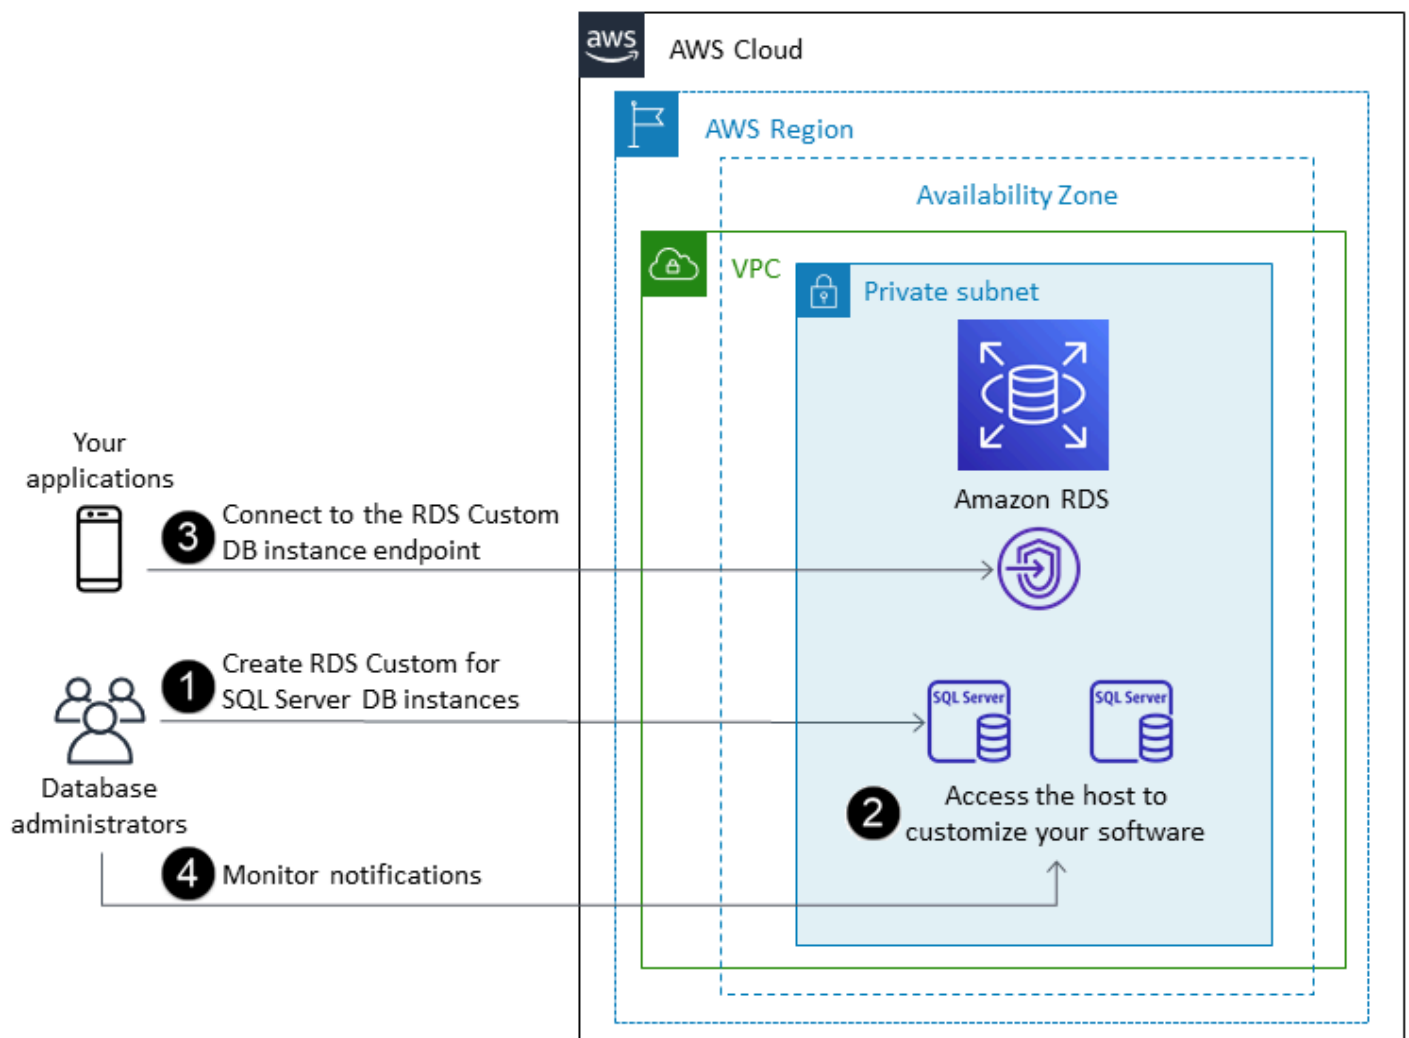 aws
AWS Cloud
AWS Region
Availability Zone
VPC
Private subnet
Amazon RDS
Your
applications
3
Connect to the RDS Custom
DB instance endpoint
1
Create RDS Custom for
SQL Server DB instances
SQL Server
SQL Server
Database
administrators
2
Access the host to
customize your software
4
Monitor notifications